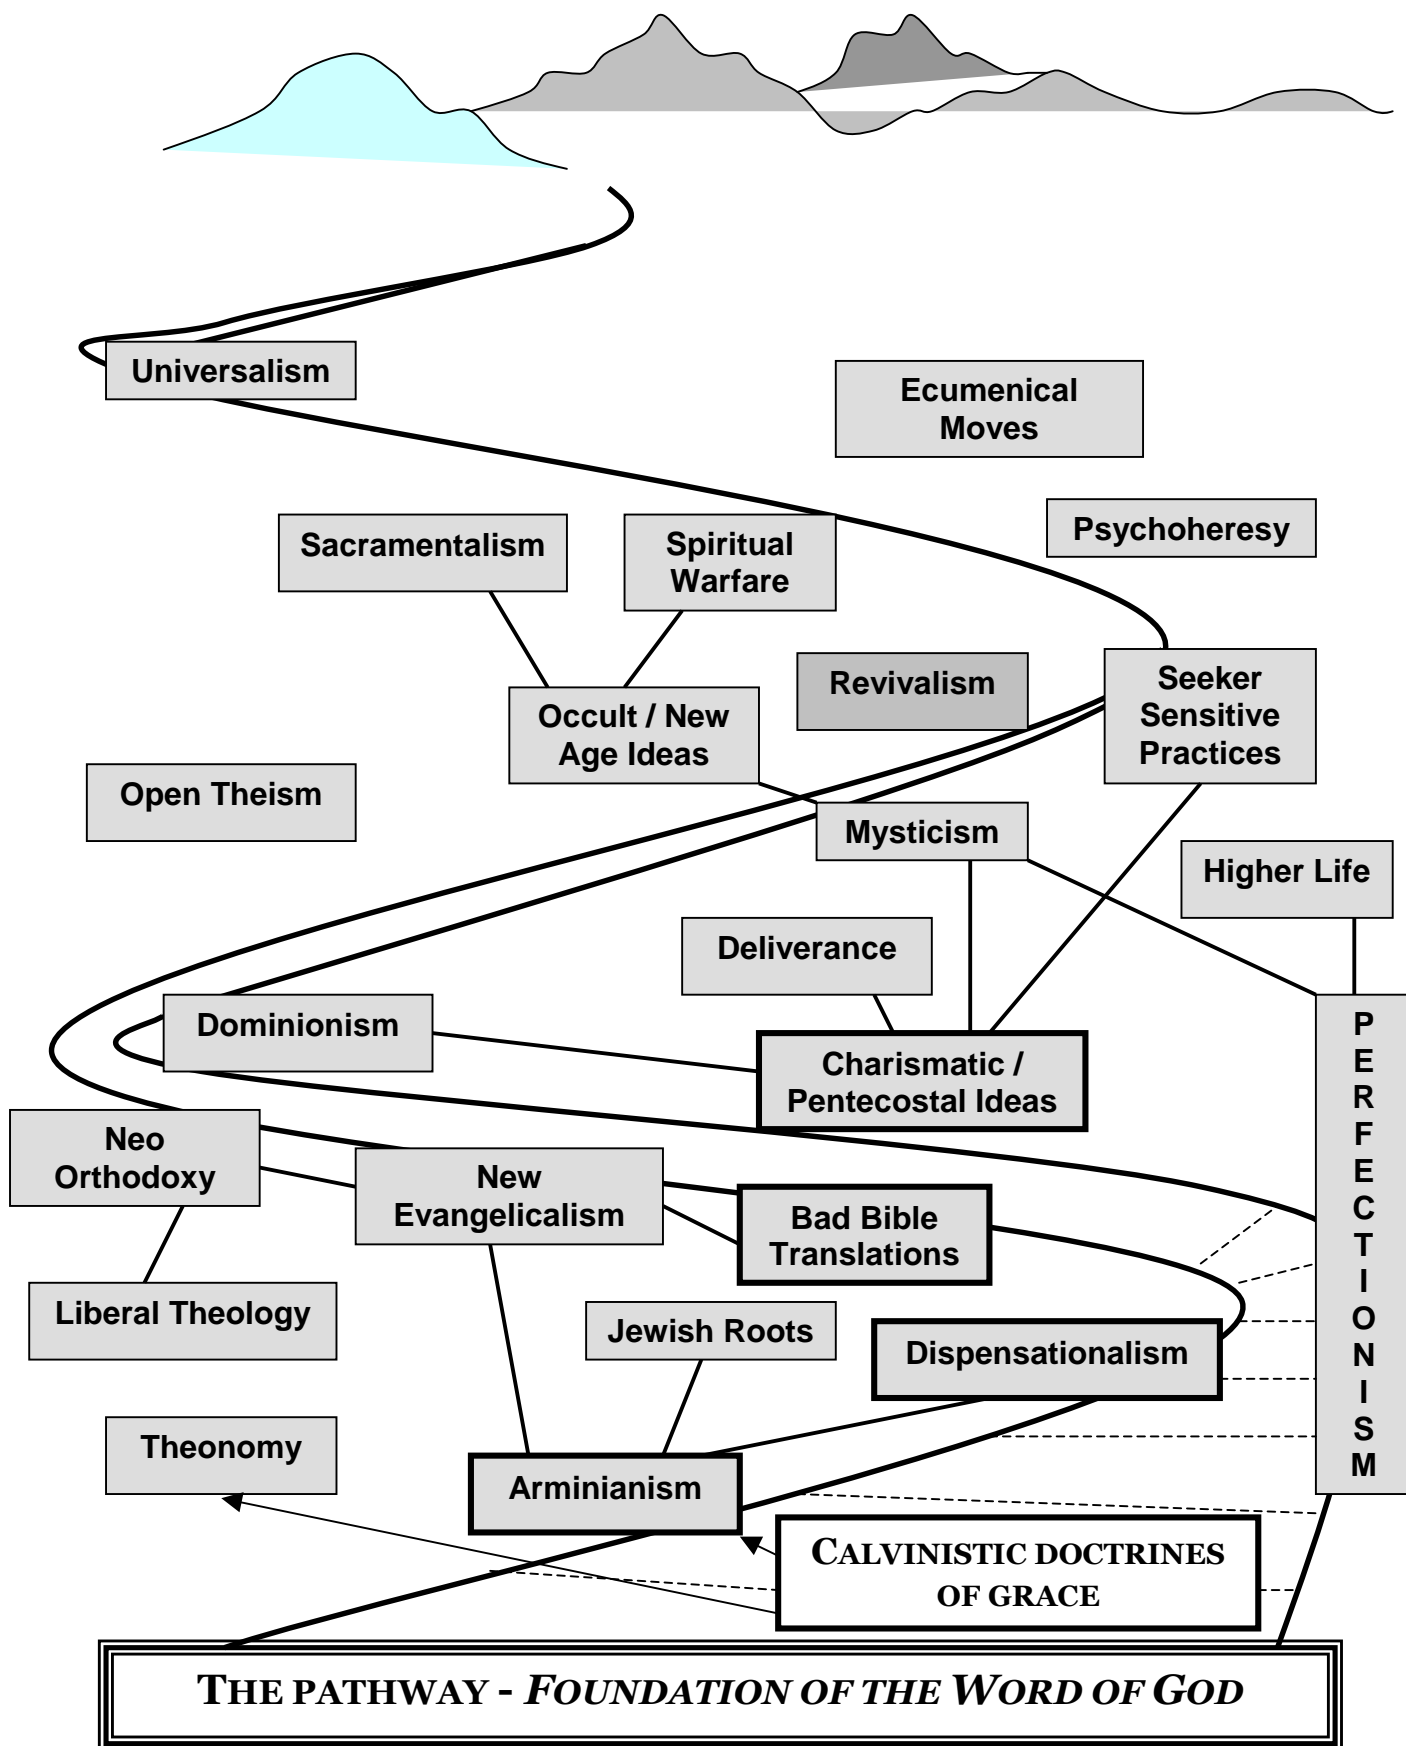 Universalism
Ecumenical
Moves
Psychoheresy
Sacramentalism
Spiritual
Warfare
Revivalism
Seeker
Sensitive
Practices
Occult / New
Age Ideas
Open Theism
Mysticism
Higher Life
Deliverance
Dominionism
Charismatic /
Pentecostal Ideas
P
E
R
F
E
C
T
I
O
N
I
S
M
Neo
Orthodoxy
New
Evangelicalism
Bad Bible
Translations
Liberal Theology
Jewish Roots
Dispensationalism
Theonomy
Arminianism
CALVINISTIC DOCTRINES
OF GRACE
THE PATHWAY - FOUNDATION OF THE WORD OF GOD